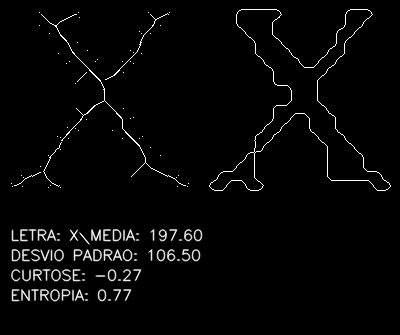 X X
LETRA: X\MEDIA: 197.60
DESVIO PADRAO: 106.50
CURTOSE: -0.27
ENTROPIA: 0.77